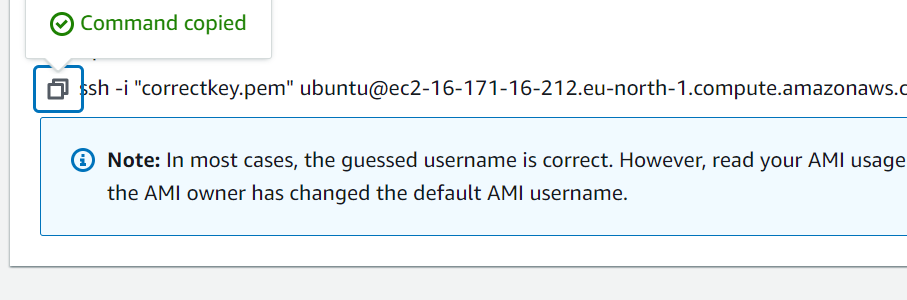 Command copied
ssh -i "correctkey.pem" ubuntu@ec2-16-171-16-212.eu-north-1.compute.amazonaws.c
Note: In most cases, the guessed username is correct. However, read your AMI usage
the AMI owner has changed the default AMI username.